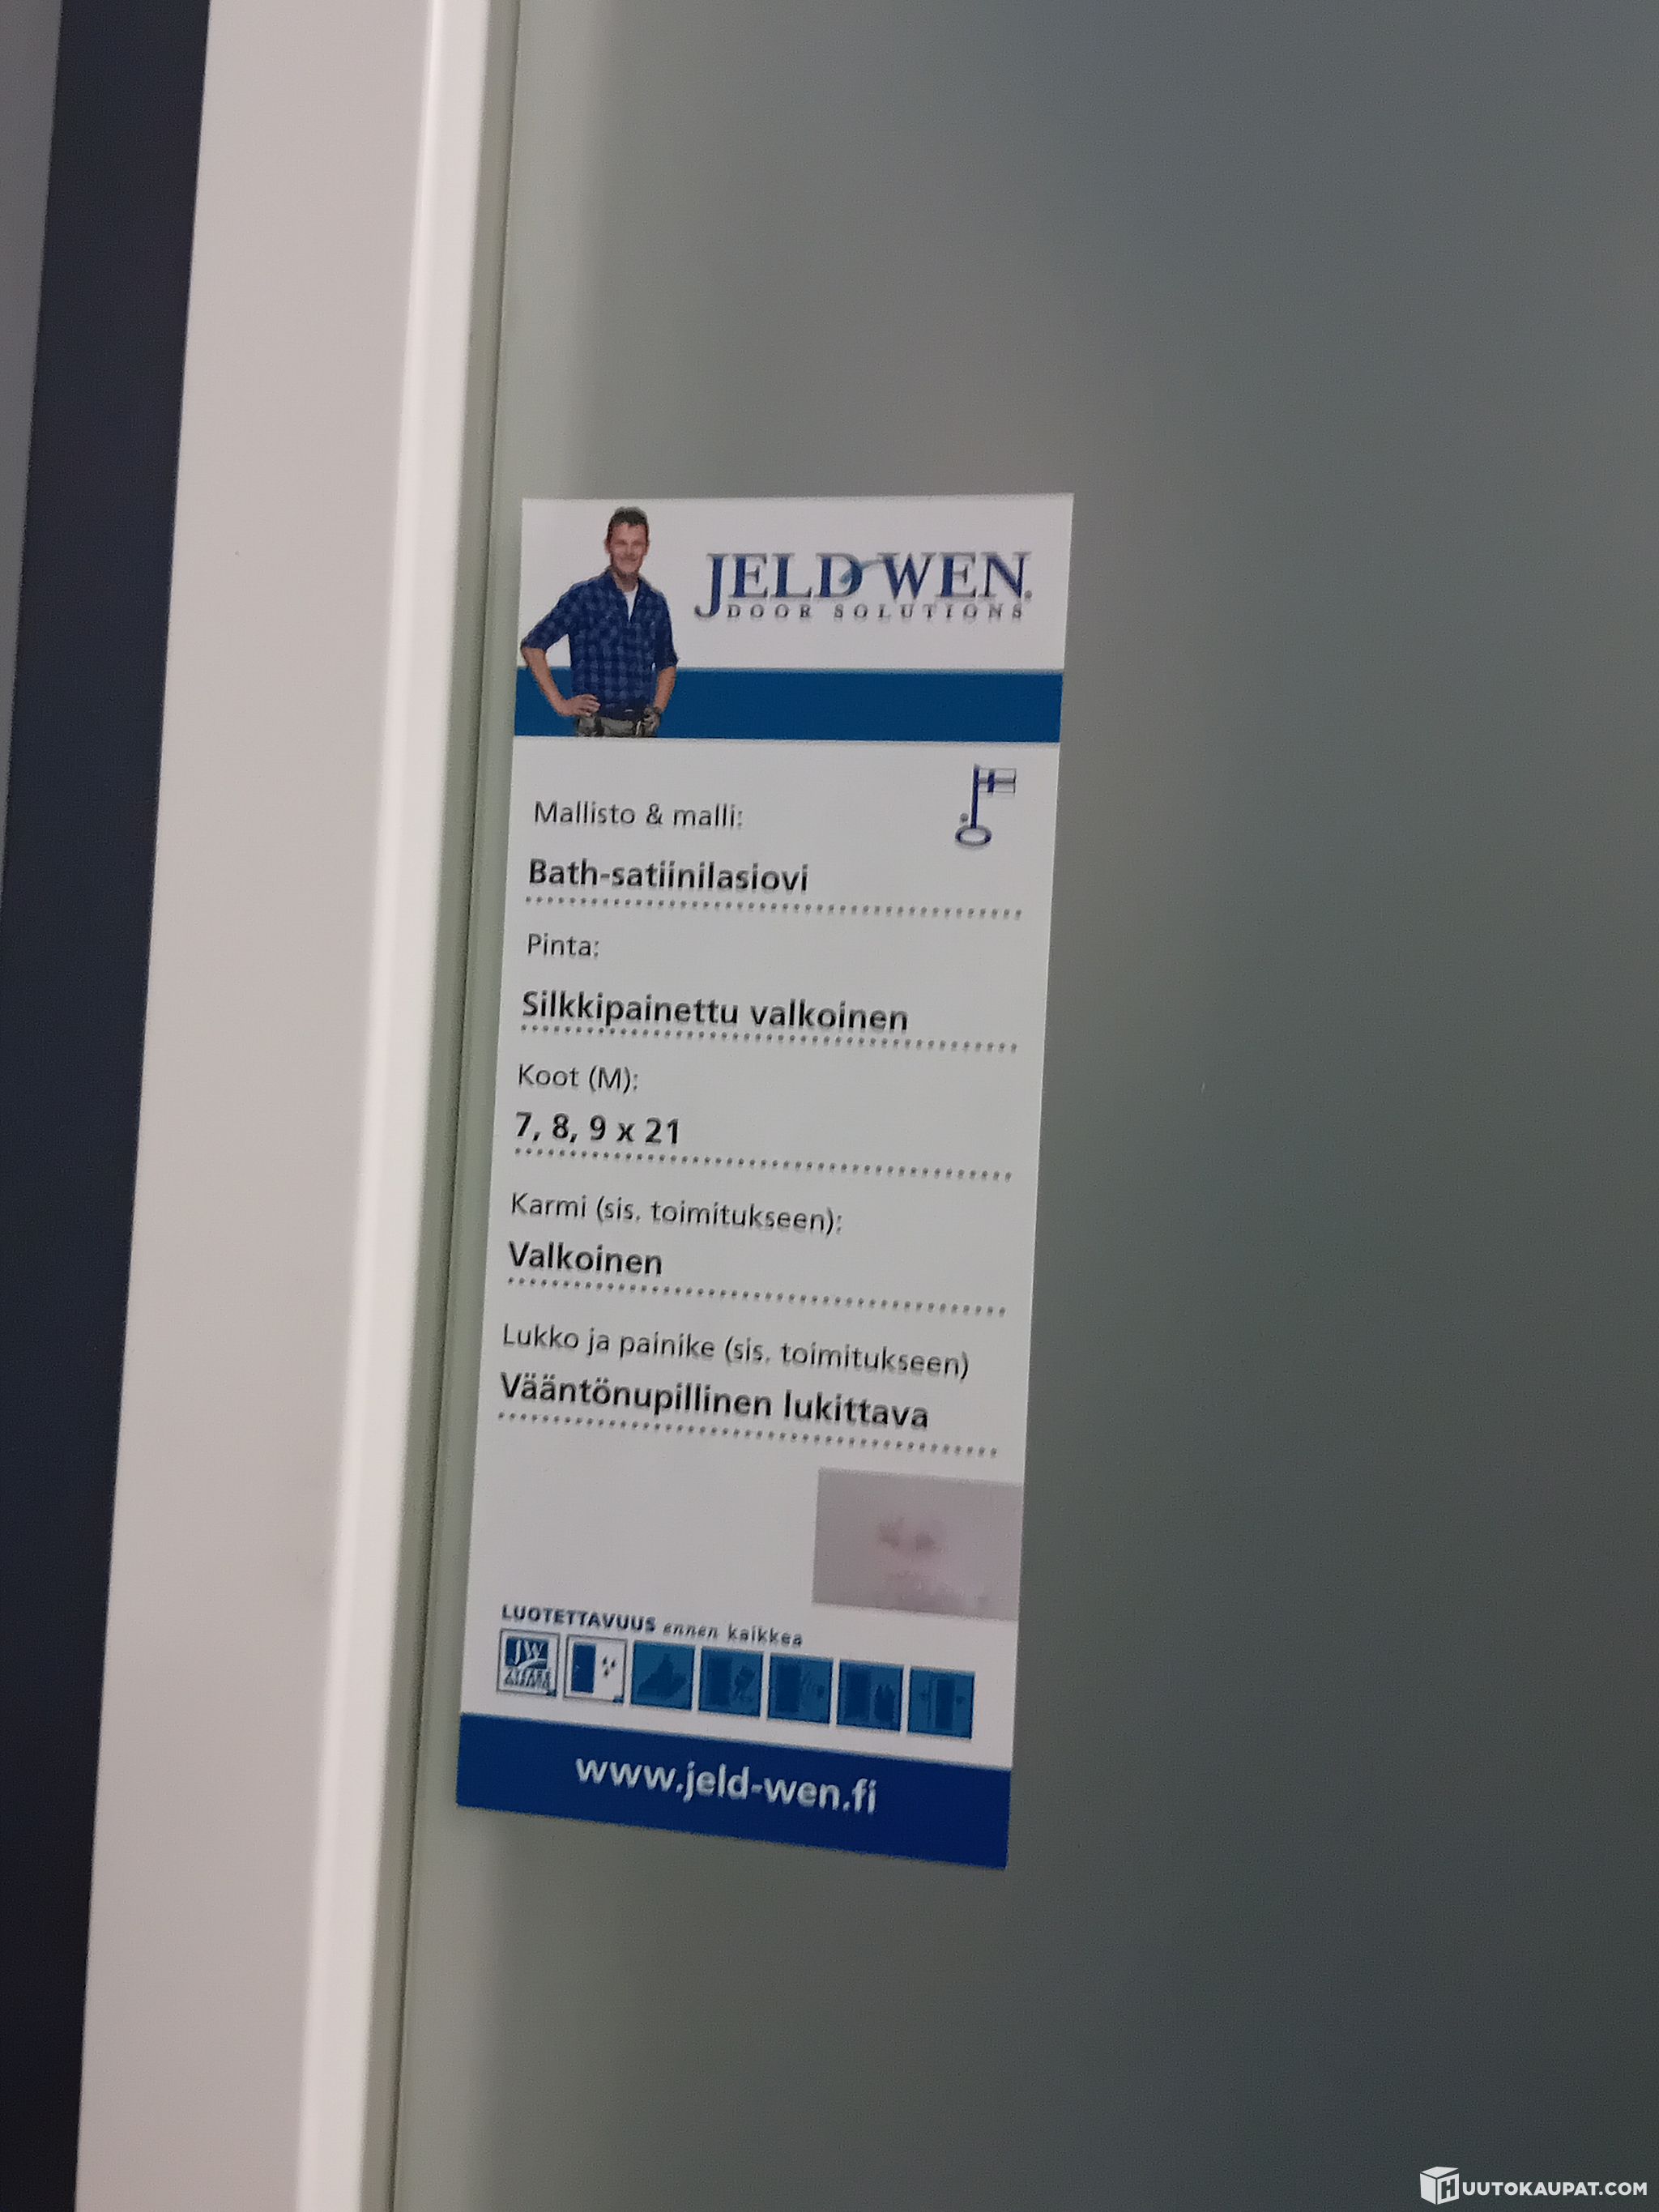 JELD-WEN.
DOOR SOLUTIONS
Mallisto & malli:
Bath-satiinilasiovi
Pinta:
Silkkipainettu valkoinen
Koot (M):
7, 8, 9 x 21
Karmi (sis. toimitukseen):
Valkoinen
Lukko ja painike (sis. toimitukseen)
Vääntönupillinen lukittava
LUOTETTAVUUS ennen kaikkea
JW
www.jeld-wen.fi
HUUTOKAUPAT.COM